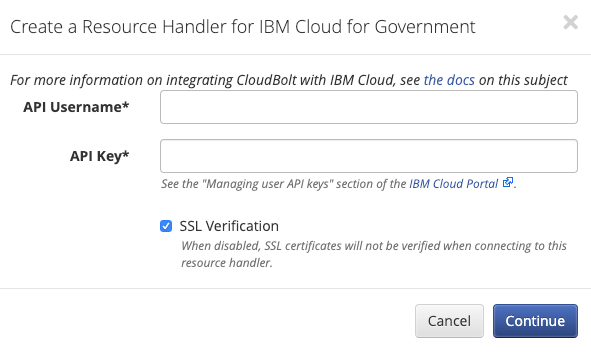 Create a Resource Handler for IBM Cloud for Government
For more information on integrating CloudBolt with IBM Cloud, see the docs on this subject
API Username*
API Key*
See the "Managing user API keys" section of the IBM Cloud Portal.
SSL Verification
When disabled, SSL certificates will not be verified when connecting to this
resource handler.
Cancel Continue